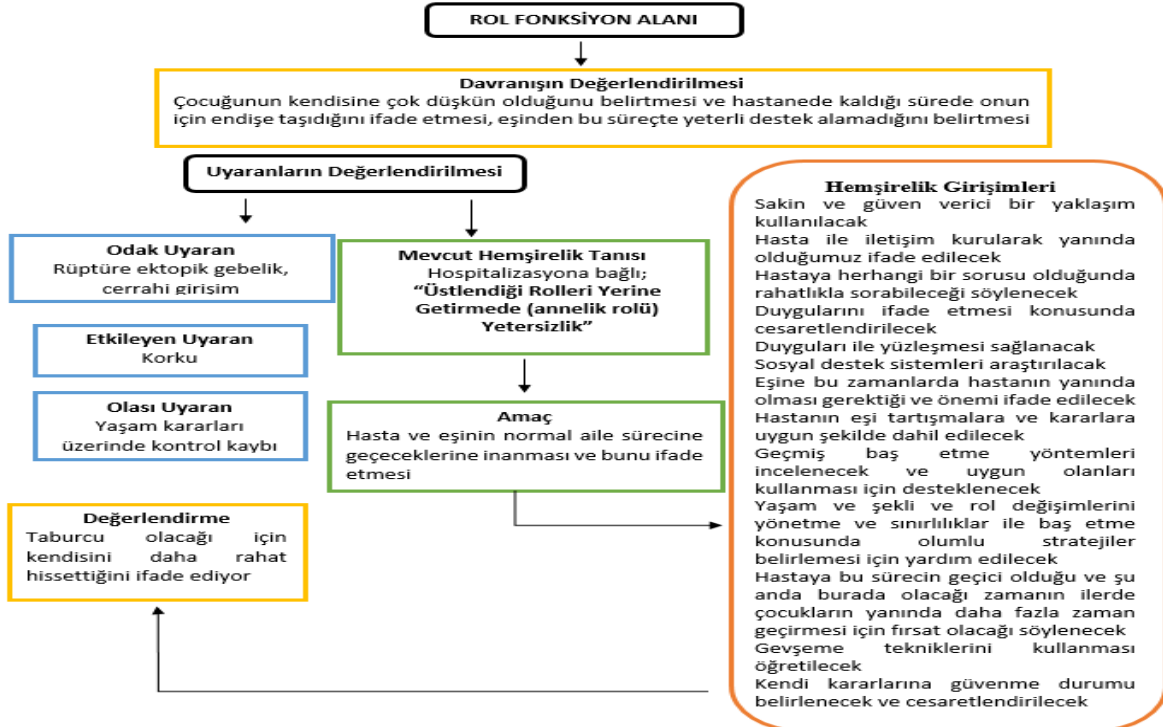 ROL FONKSİYON ALANI
Davranışın Değerlendirilmesi
Çocuğunun kendisine çok düşkün olduğunu belirtmesi ve hastanede kaldığı sürede onun
için endişe taşıdığını ifade etmesi, eşinden bu süreçte yeterli destek alamadığını belirtmesi
Uyaranların Değerlendirilmesi
Odak Uyaran
Rüptüre ektopik gebelik,
cerrahi girişim
Etkileyen Uyaran
Korku
Olası Uyaran
Yaşam kararları
üzerinde kontrol kaybı
Mevcut Hemşirelik Tanısı
Hospitalizasyona bağlı;
“Üstlendiği Rolleri Yerine
Getirmede (annelik rolü)
Yetersizlik”
Amaç
Hasta ve eşinin normal aile sürecine
geçeceklerine inanması ve bunu ifade
etmesi
Hemşirelik Girişimleri
Sakin ve güven verici bir yaklaşım
kullanılacak
Hasta ile iletişim kurularak yanında
olduğumuz ifade edilecek
Hastaya herhangi bir sorusu olduğunda
rahatlıkla sorabileceği söylenecek
Duygularını ifade etmesi konusunda
cesaretlendirilecek
Duyguları ile yüzleşmesi sağlanacak
Sosyal destek sistemleri araştırılacak
Eşine bu zamanlarda hastanın yanında
olması gerektiği ve önemi ifade edilecek
Hastanın eşi tartışmalara ve kararlara
uygun şekilde dahil edilecek
Geçmiş baş etme yöntemleri
incelenecek ve uygun olanları
kullanması için desteklenecek
Yaşam ve şekli ve rol değişimlerini
yönetme ve sınırlılıklar ile baş etme
konusunda olumlu stratejiler
belirlemesi için yardım edilecek
Hastaya bu sürecin geçici olduğu ve şu
anda burada olacağı zamanın ilerde
çocukların yanında daha fazla zaman
geçirmesi için fırsat olacağı söylenecek
Gevşeme tekniklerini kullanması
öğretilecek
Kendi kararlarına güvenme durumu
belirlenecek ve cesaretlendirilecek
Değerlendirme
Taburcu olacağı için
kendisini daha rahat
hissettiğini ifade ediyor